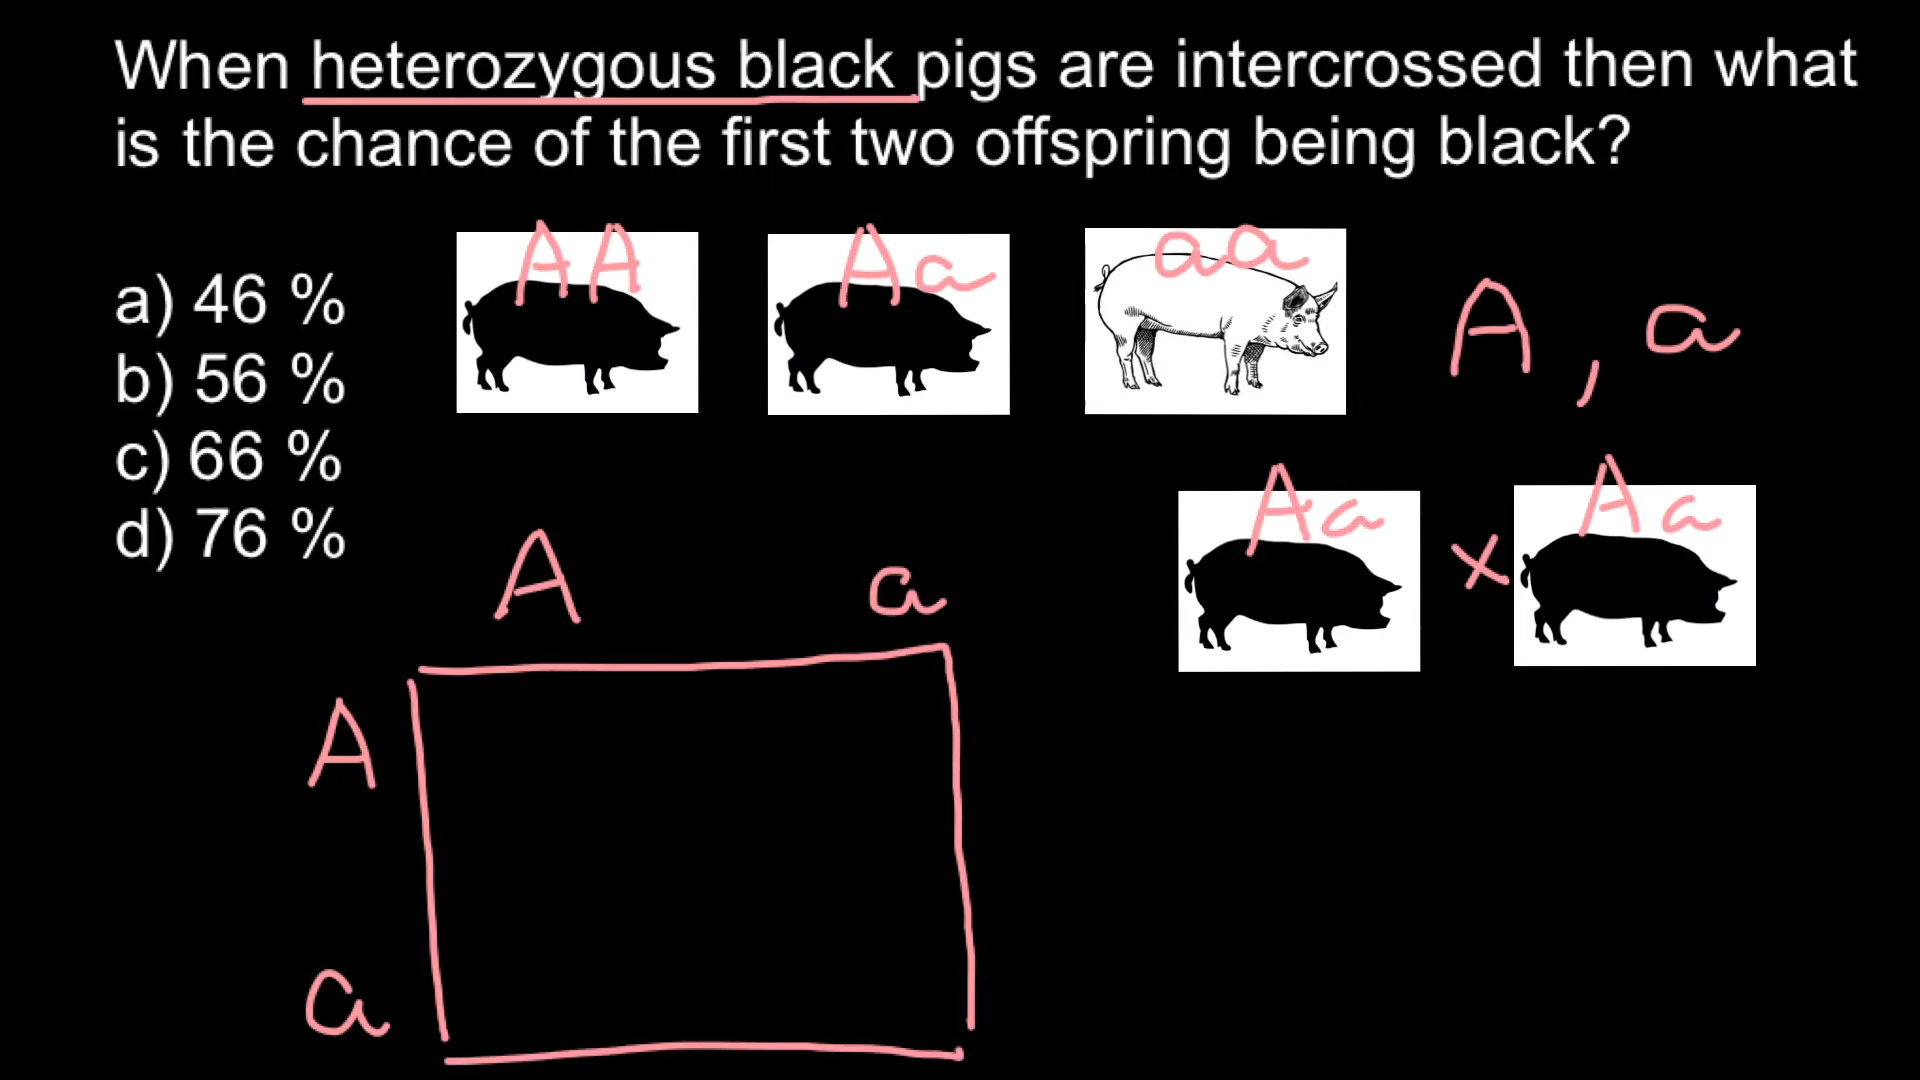 When heterozygous black pigs are intercrossed then what
is the chance of the first two offspring being black?
a) 46 %
b) 56 %
c) 66 %
d) 76 %
AA
Aa
aa
A, a
Aa x Aa
A a
A
a